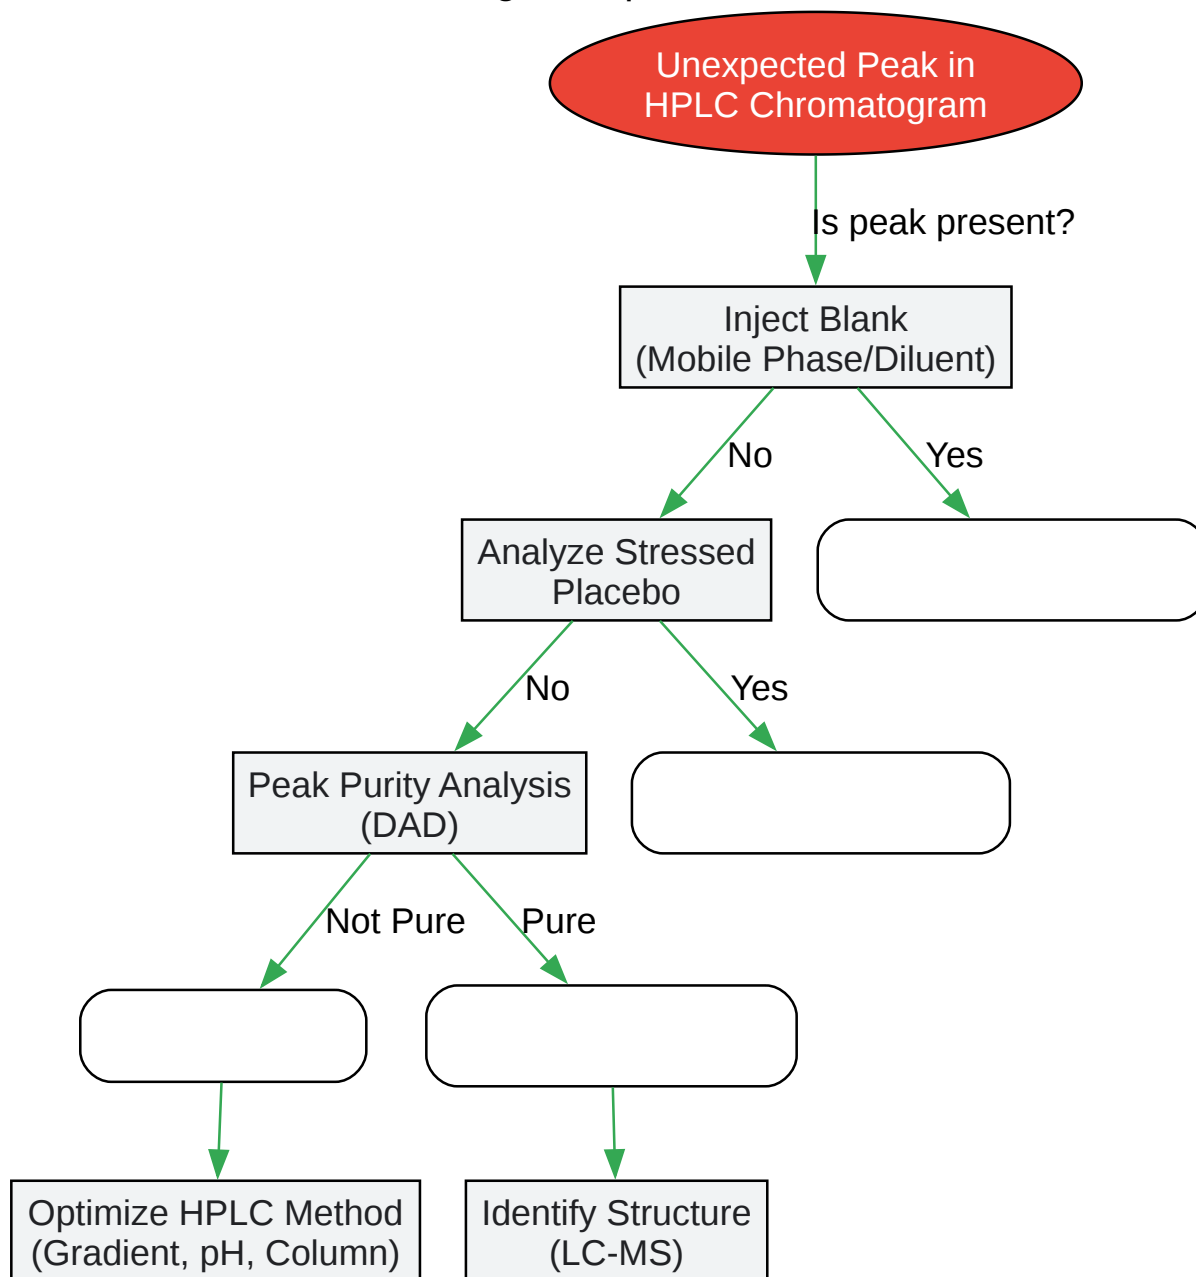 Unexpected Peak in
HPLC Chromatogram
Is peak present?
Inject Blank
(Mobile Phase/Diluent)
No
Yes
Analyze Stressed
Placebo
No
Yes
Peak Purity Analysis
(DAD)
Not Pure
Pure
Optimize HPLC Method
(Gradient, pH, Column)
Identify Structure
(LC-MS)